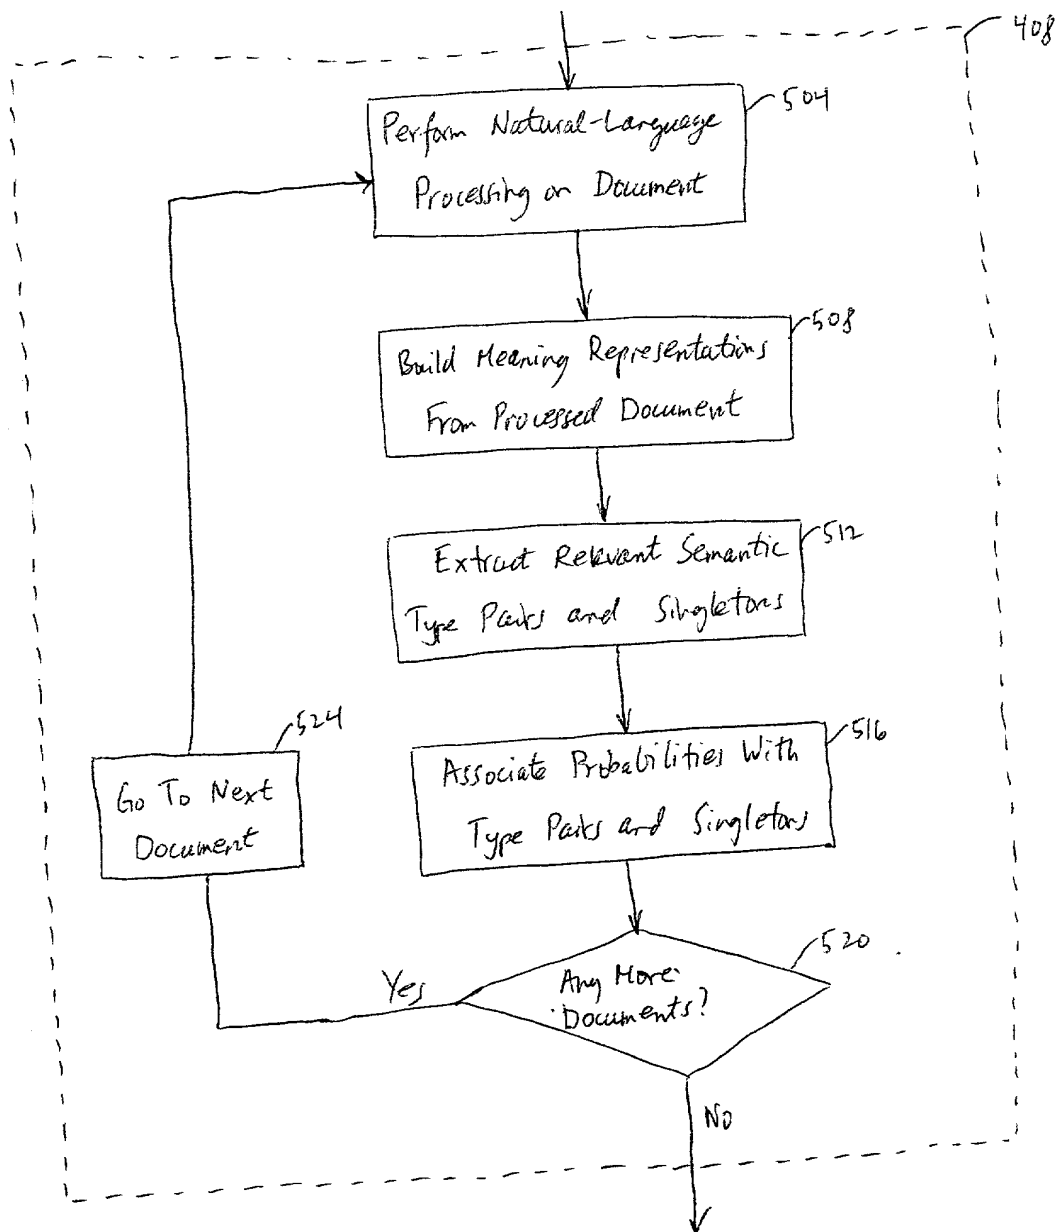 408
504
Perform Natural-Language
Processing on Document
508
Build Meaning Representations
From Processed Document
512
Extract Relevant Semantic
Type Pairs and Singletons
516
Associate Probabilities With
Type Pairs and Singletons
524
Go To Next
Document
520
Any More
Documents?
Yes
No